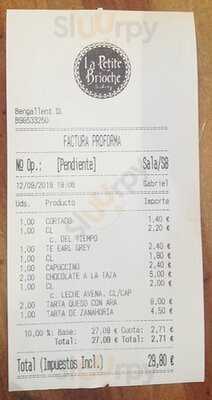 La Petite
Brioche
Bengallent SL
B98533250
FACTURA PROFORMA
Nº Op.: [Pendiente] Sala/S8
12/09/2019 19:06 Gabriel
Uds. Producto Importe
1,00 CORTADO 1,40 €
1,00 CL 2,20 €
c. DEL TIEMPO
1,00 TE EARL GREY 2,40 €
1,00 CL 1,80 €
1,00 CAPUCCINO 2,40 €
2,00 CHOCOLATE A LA TAZA 5,00 €
1,00 CL 2,00 €
c. LECHE AVENA, CL/CAP
2,00 TARTA QUESO CON ARA 8,00 €
1,00 TARTA DE ZANAHORIA 4,50 €
10,00 %: Base: 27,09 € Cuota: 2,71 €
Total: 27,09 € Total: 2,71 €
Total (Impuestos Incl.) 29,80 €
Sluurpy